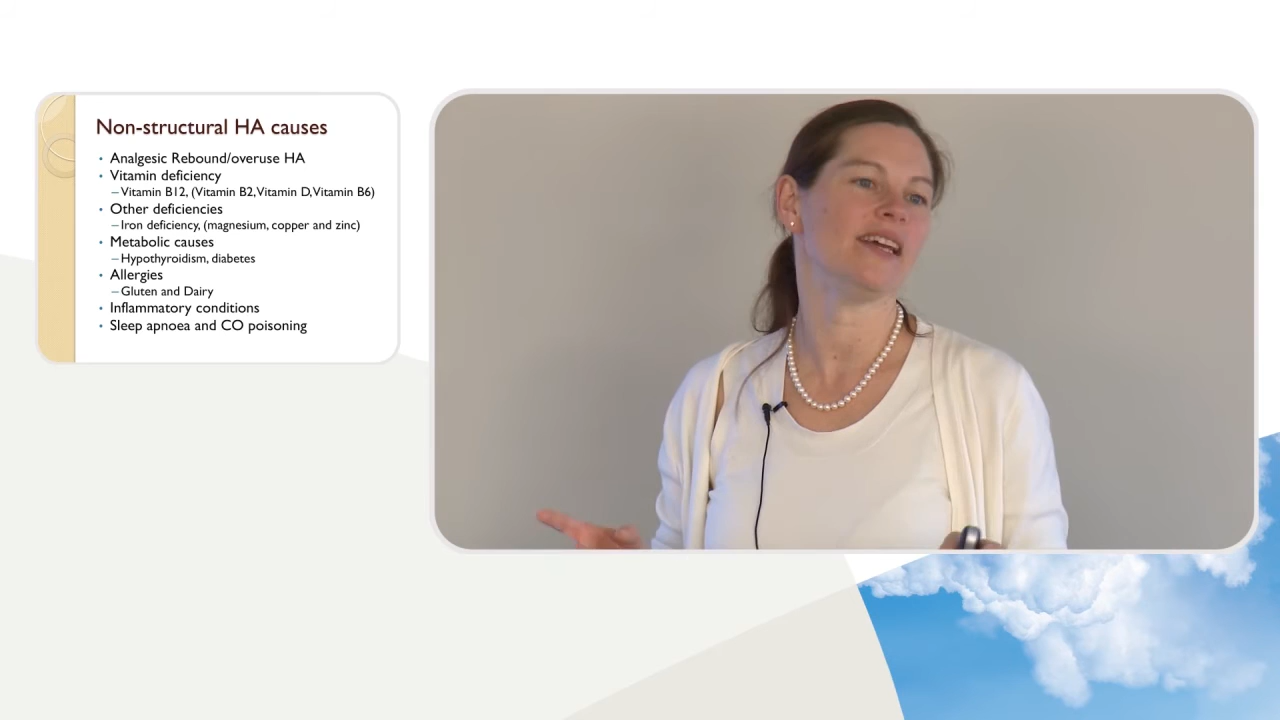 Non-structural HA causes
• Analgesic Rebound/overuse HA
• Vitamin deficiency
–Vitamin B12, (Vitamin B2,Vitamin D,Vitamin B6)
• Other deficiencies
–Iron deficiency, (magnesium, copper and zinc)
• Metabolic causes
–Hypothyroidism, diabetes
• Allergies
–Gluten and Dairy
• Inflammatory conditions
• Sleep apnoea and CO poisoning